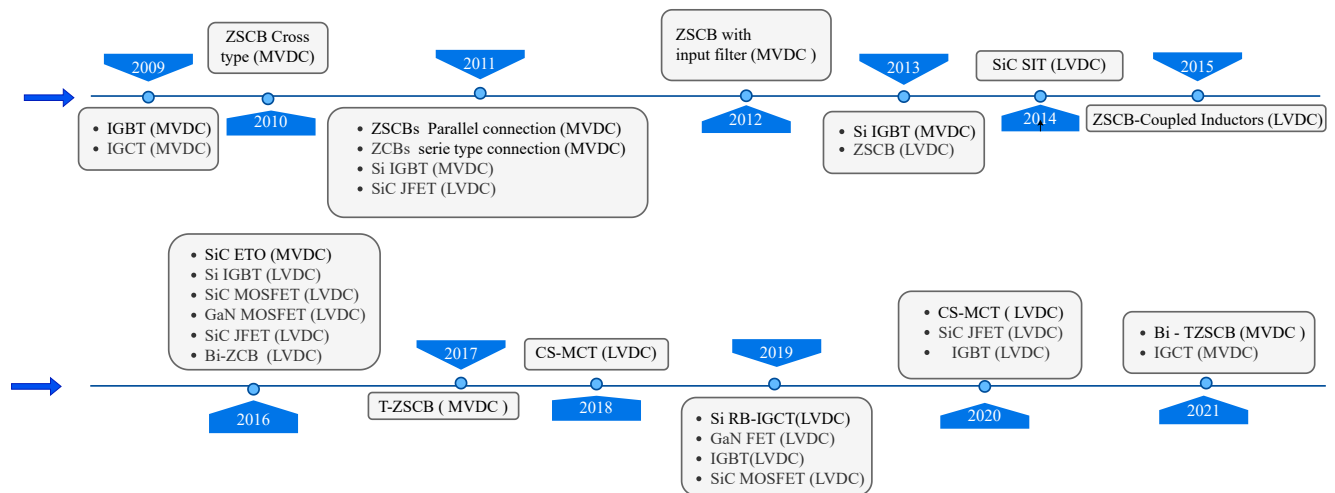 2009
• IGBT (MVDC)
• IGCT (MVDC)
ZSCB Cross
type (MVDC)
2010
2011
• ZSCBs Parallel connection (MVDC)
• ZCBs serie type connection (MVDC)
• Si IGBT (MVDC)
• SiC JFET (LVDC)
ZSCB with
input filter (MVDC )
2012
2013
• Si IGBT (MVDC)
• ZSCB (LVDC)
SiC SIT (LVDC)
2014
2015
ZSCB-Coupled Inductors (LVDC)
• SiC ETO (MVDC)
• Si IGBT (LVDC)
• SiC MOSFET (LVDC)
• GaN MOSFET (LVDC)
• SiC JFET (LVDC)
• Bi-ZCB (LVDC)
2016
2017
T-ZSCB ( MVDC )
CS-MCT (LVDC)
2018
2019
• Si RB-IGCT(LVDC)
• GaN FET (LVDC)
• IGBT(LVDC)
• SiC MOSFET (LVDC)
• CS-MCT ( LVDC)
• SiC JFET (LVDC)
• IGBT (LVDC)
2020
• Bi - TZSCB (MVDC )
• IGCT (MVDC)
2021